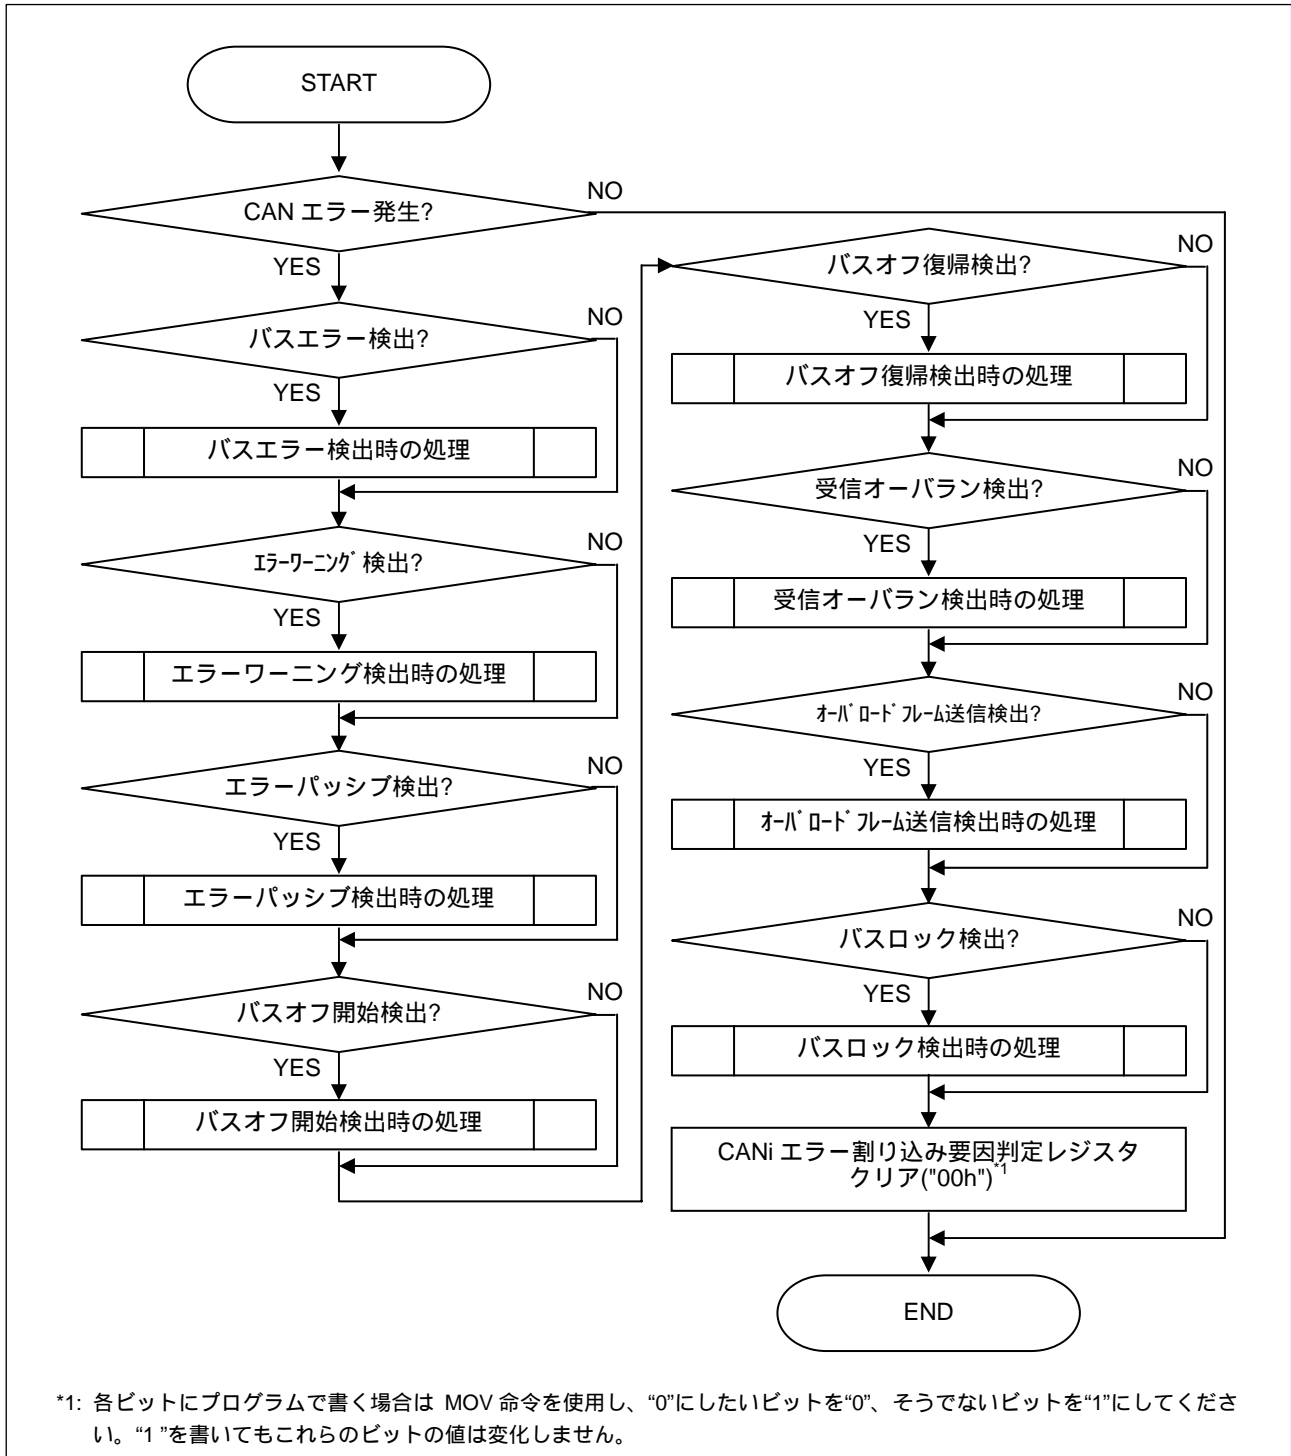 START
CAN エラー発生?
NO
YES
バスエラー検出?
NO
YES
バスエラー検出時の処理
ｴﾗｰﾜｰﾆﾝｸﾞ検出?
NO
YES
エラーワーニング検出時の処理
エラーパッシブ検出?
NO
YES
エラーパッシブ検出時の処理
バスオフ開始検出?
NO
YES
バスオフ開始検出時の処理
バスオフ復帰検出?
NO
YES
バスオフ復帰検出時の処理
受信オーバラン検出?
NO
YES
受信オーバラン検出時の処理
ｵｰﾊﾞﾛｰﾄﾞﾌﾚｰﾑ送信検出?
NO
YES
ｵｰﾊﾞﾛｰﾄﾞﾌﾚｰﾑ送信検出時の処理
バスロック検出?
NO
YES
バスロック検出時の処理
CANi エラー割り込み要因判定レジスタ
クリア("00h")*1
END
*1: 各ビットにプログラムで書く場合は MOV 命令を使用し、“0”にしたいビットを“0”、そうでないビットを“1”にしてくださ
い。“1 ”を書いてもこれらのビットの値は変化しません。